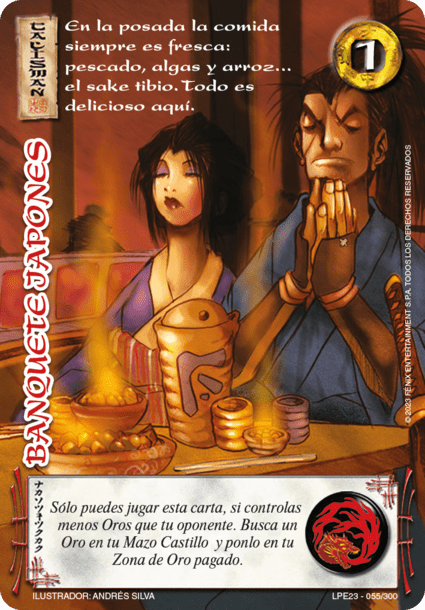 TALISMAN
En la posada la comida
siempre es fresca:
pescado, algas y arroz...
el sake tibio. Todo es
delicioso aquí.
1
BANQUETE JAPONES
© 2023 FÉNIX ENTERTAINMENT S.P.A. TODOS LOS DERECHOS RESERVADOS
Sólo puedes jugar esta carta, si controlas
menos Oros que tu oponente. Busca un
Oro en tu Mazo Castillo y ponlo en tu
Zona de Oro pagado.
ILUSTRADOR: ANDRÉS SILVA
LPE23 - 055/300